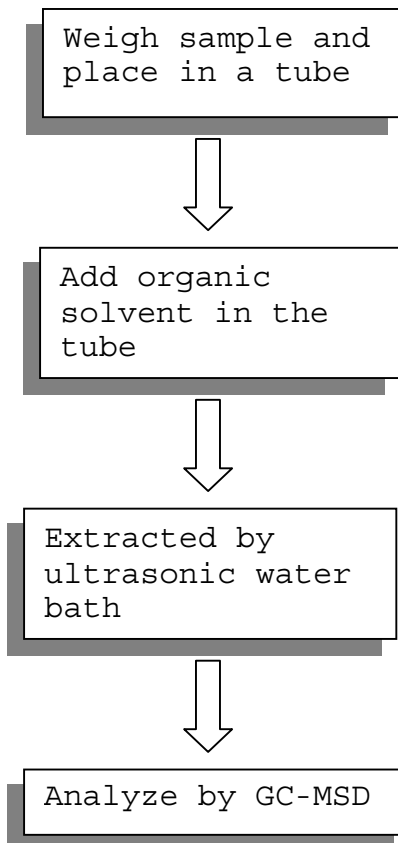 Weigh sample and
place in a tube
Add organic
solvent in the
tube
Extracted by
ultrasonic water
bath
Analyze by GC-MSD